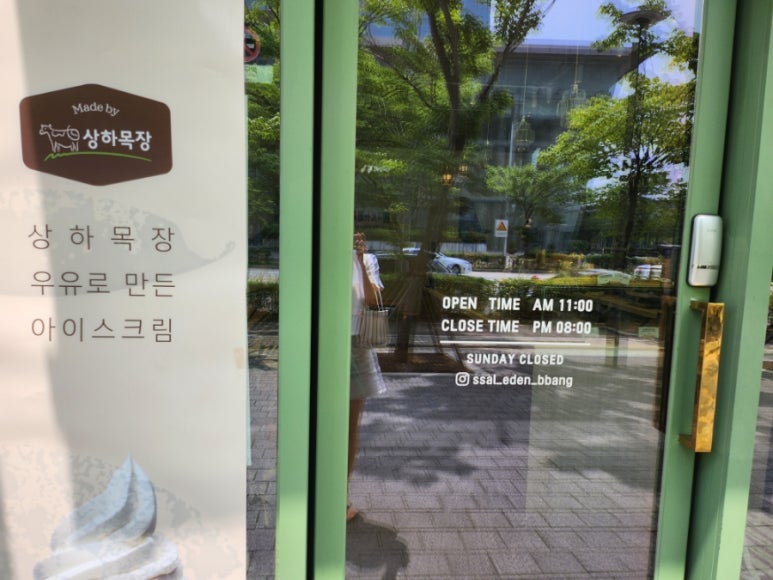 Made by
상하목장
상하목장
우유로 만든
아이스크림
OPEN TIME AM 11:00
CLOSE TIME PM 08:00
SUNDAY CLOSED
ssal_eden_bbang